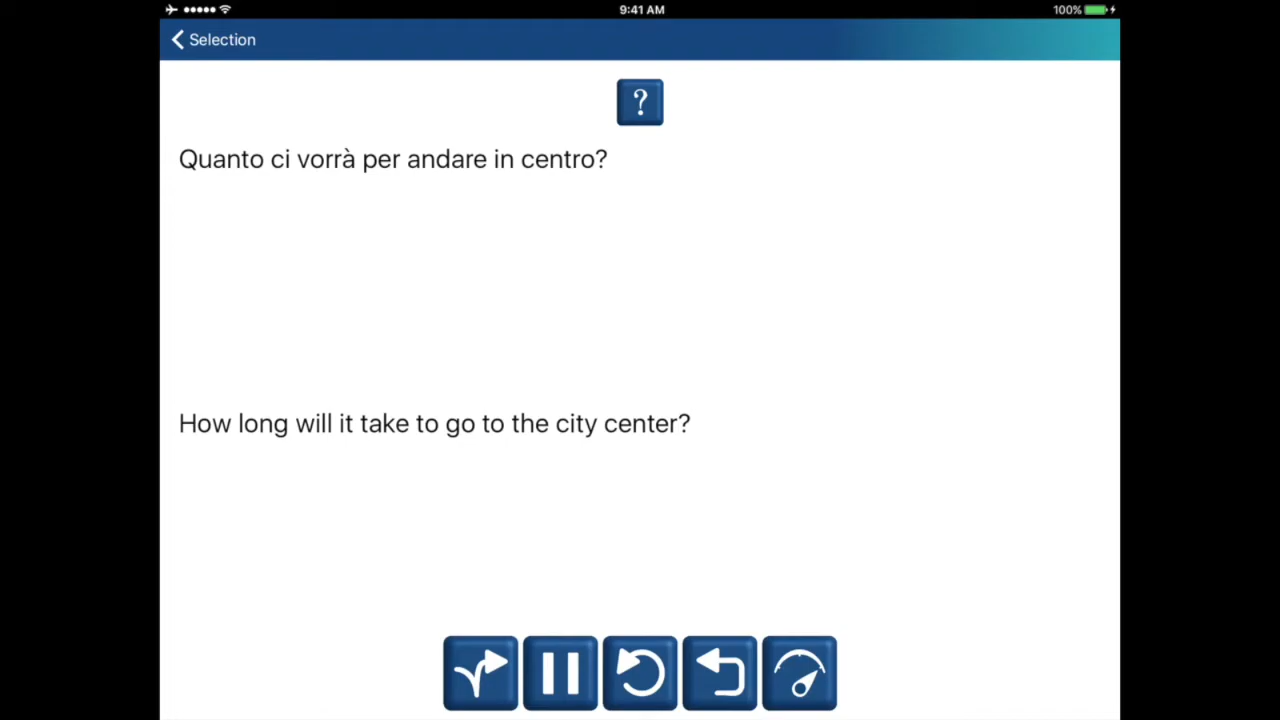 9:41 AM
100%
Selection
?
Quanto ci vorrà per andare in centro?
How long will it take to go to the city center?